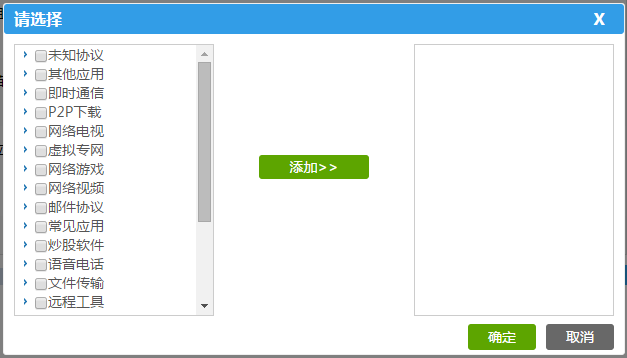 请选择 X
未知协议
其他应用
即时通信
P2P下载
网络电视
虚拟专网
网络游戏
网络视频
邮件协议
常见应用
炒股软件
语音电话
文件传输
远程工具
添加>>
确定 取消